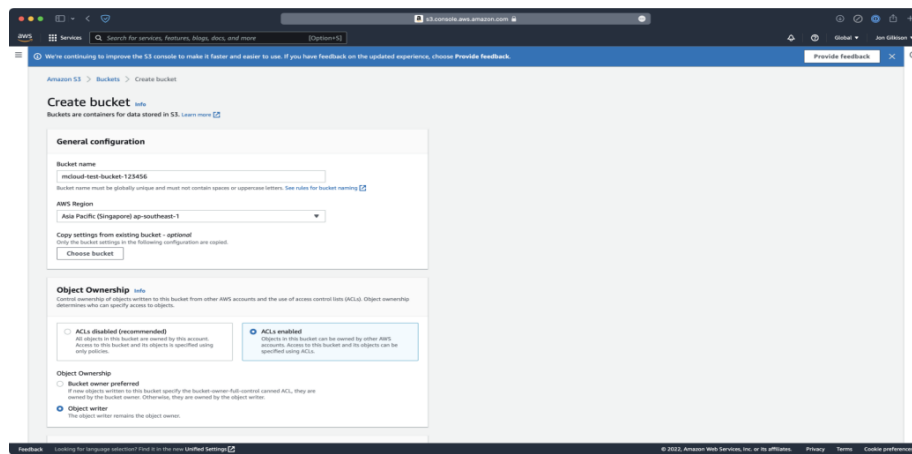 s3.console.aws.amazon.com
aws
Services
Search for services, features, blogs, docs, and more
[Option+S]
Global
Jon Gilkison
We're continuing to improve the S3 console to make it faster and easier to use. If you have feedback on the updated experience, choose Provide feedback.
Provide feedback
Amazon S3 > Buckets > Create bucket
Create bucket Info
Buckets are containers for data stored in S3. Learn more
General configuration
Bucket name
mcloud-test-bucket-123456
Bucket name must be globally unique and must not contain spaces or uppercase letters. See rules for bucket naming
AWS Region
Asia Pacific (Singapore) ap-southeast-1
Copy settings from existing bucket - optional
Only the bucket settings in the following configuration are copied.
Choose bucket
Object Ownership Info
Control ownership of objects written to this bucket from other AWS accounts and the use of access control lists (ACLs). Object ownership
determines who can specify access to objects.
ACLs disabled (recommended)
All objects in this bucket are owned by this account.
Access to this bucket and its objects is specified using
only policies.
ACLs enabled
Objects in this bucket can be owned by other AWS
accounts. Access to this bucket and its objects can be
specified using ACLs.
Object Ownership
Bucket owner preferred
If new objects written to this bucket specify the bucket-owner-full-control canned ACL, they are
owned by the bucket owner. Otherwise, they are owned by the object writer.
Object writer
The object writer remains the object owner.
Feedback
Looking for language selection? Find it in the new Unified Settings
© 2022, Amazon Web Services, Inc. or its affiliates.
Privacy
Terms
Cookie preferences